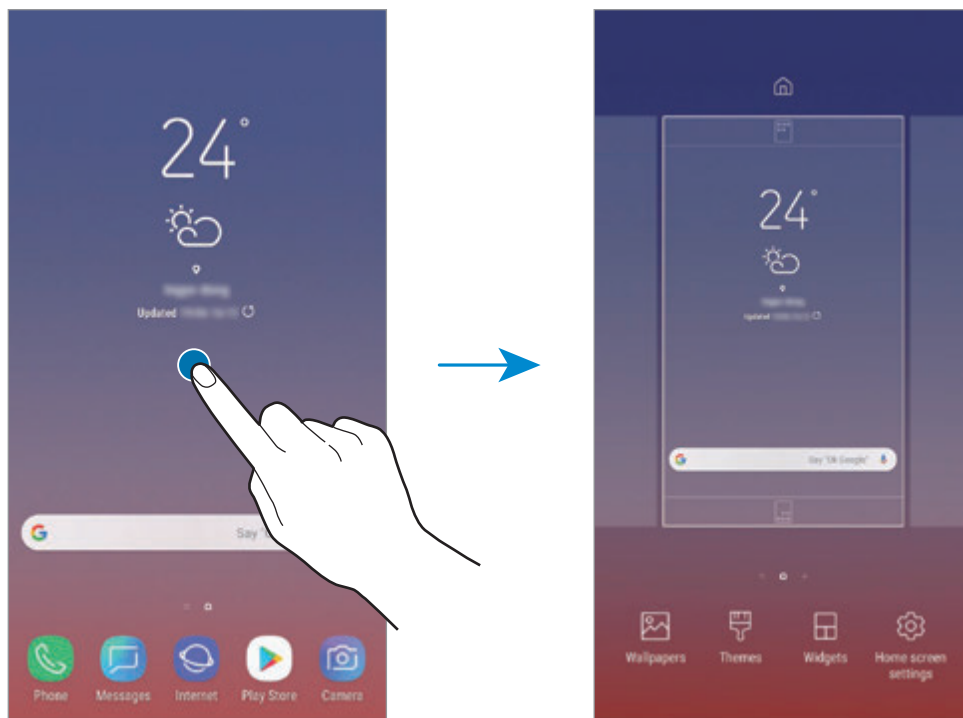 24°
Updated
Say "O
Phone
Messages
Internet
Play Store
Camera
24°
Updated
Say "Ok Google"
Wallpapers
Themes
Widgets
Home screen
settings